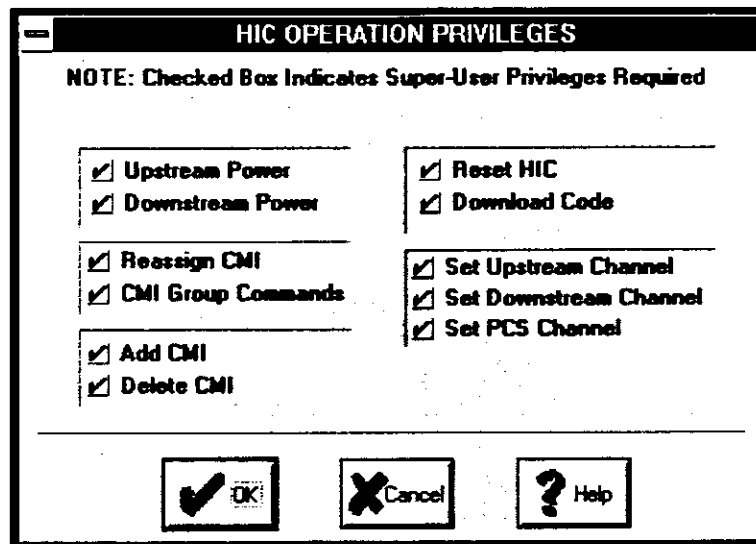 HIC OPERATION PRIVILEGES
NOTE: Checked Box Indicates Super-User Privileges Required
Upstream Power
Downstream Power
Reassign CMI
CMI Group Commands
Add CMI
Delete CMI
Reset HIC
Download Code
Set Upstream Channel
Set Downstream Channel
Set PCS Channel
OK
Cancel
Help